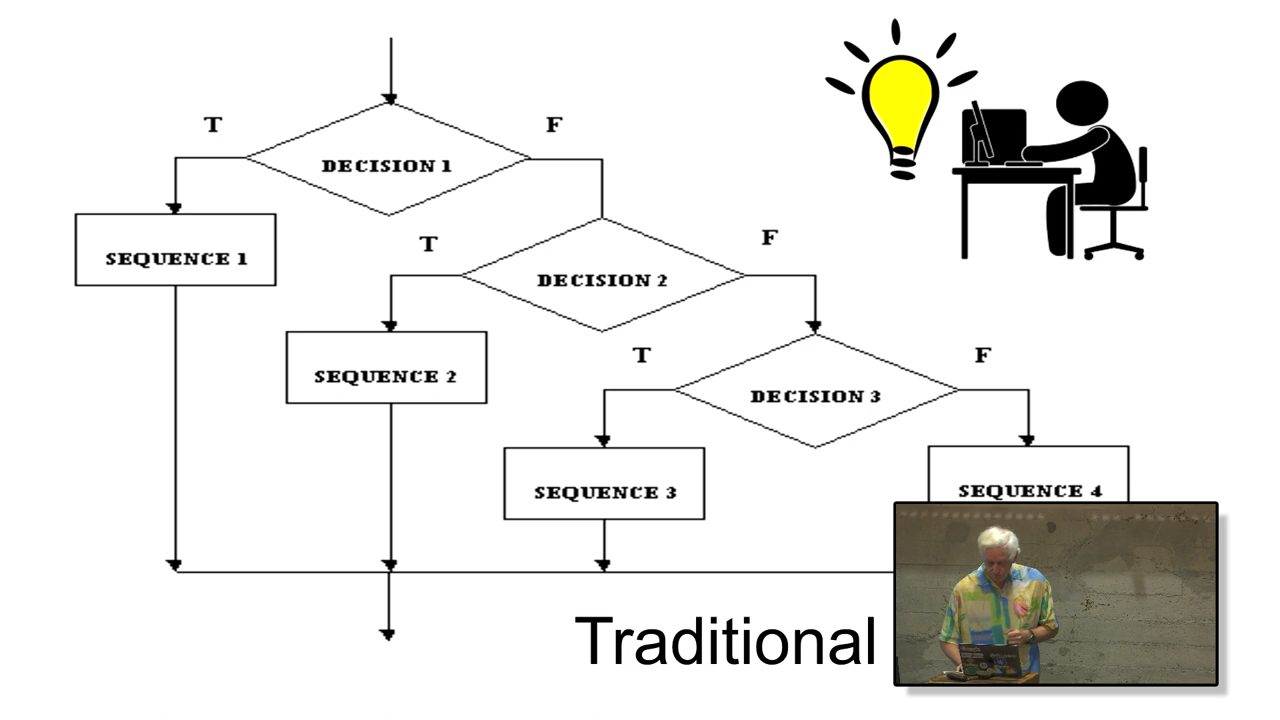 T
F
DECISION 1
SEQUENCE 1
T
F
DECISION 2
SEQUENCE 2
T
F
DECISION 3
SEQUENCE 3
SEQUENCE 4
Traditional